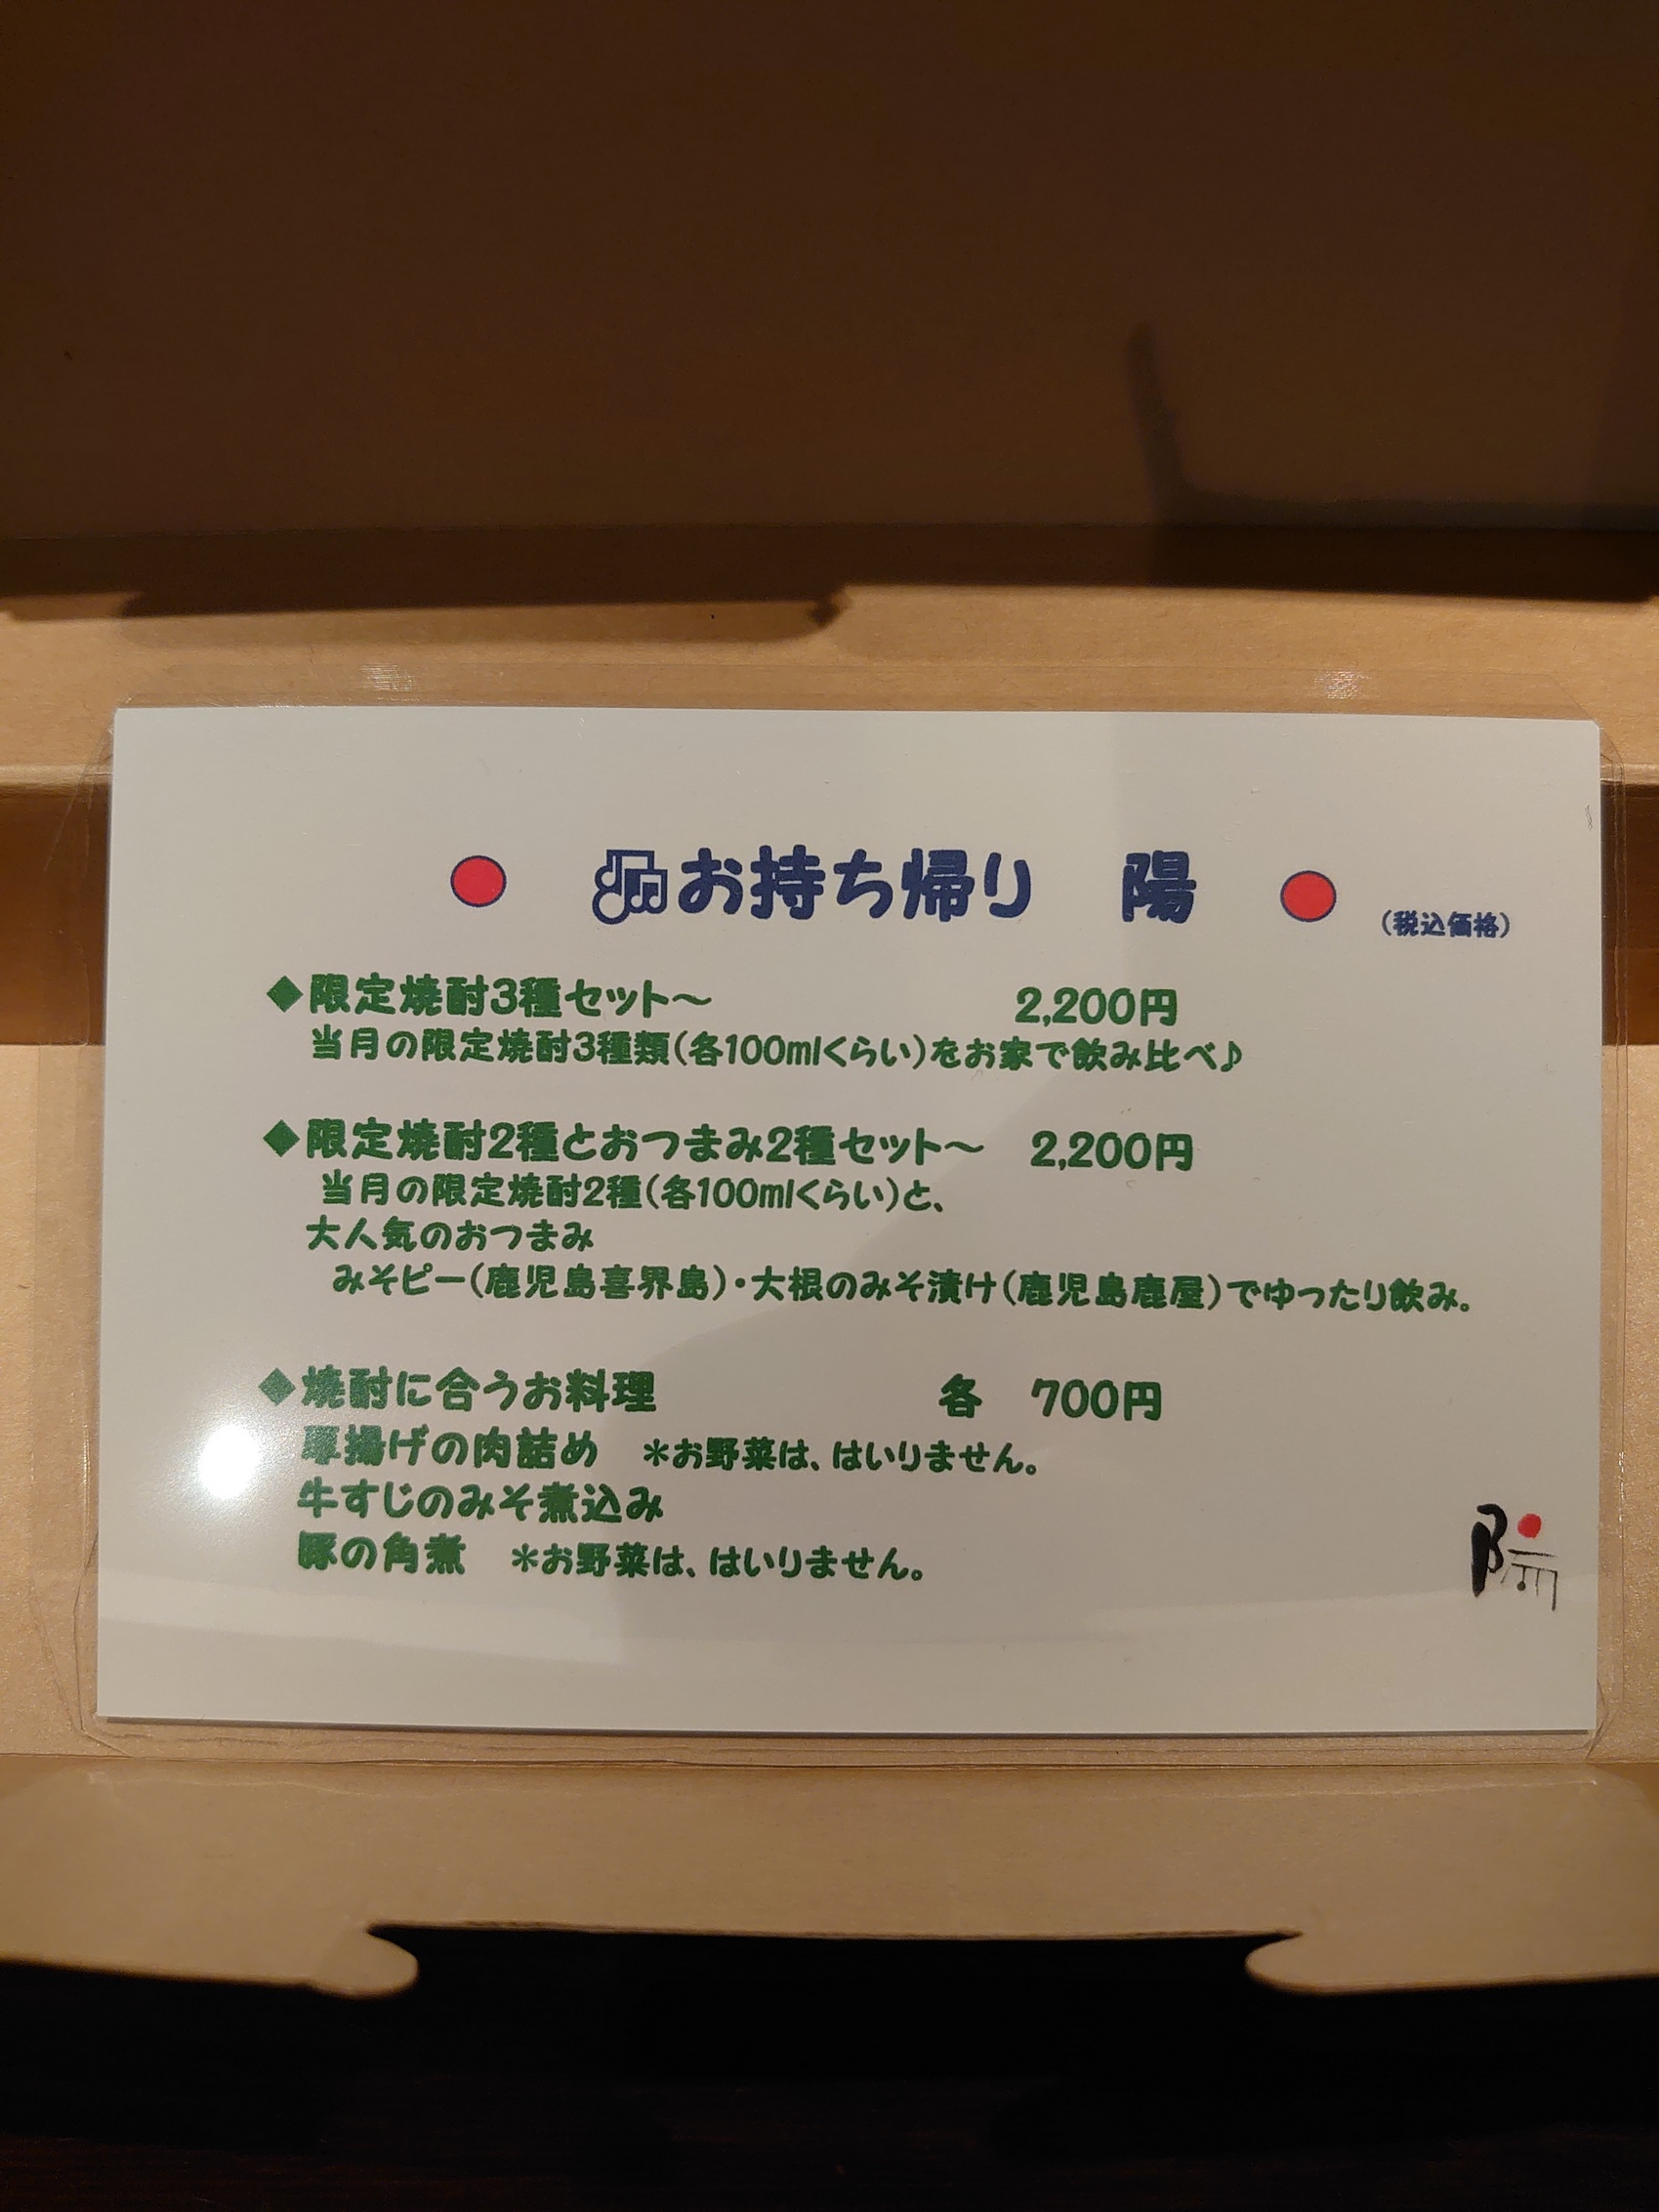 お持ち帰り 陽
(税込価格)
◆限定焼酎3種セット～ 2,200円
当月の限定焼酎3種類(各100mlくらい)をお家で飲み比べ♪
◆限定焼酎2種とおつまみ2種セット～ 2,200円
当月の限定焼酎2種(各100mlくらい)と、
大人気のおつまみ
みそピー(鹿児島喜界島)・大根のみそ漬け(鹿児島鹿屋)でゆったり飲み。
◆焼酎に合うお料理 各 700円
厚揚げの肉詰め *お野菜は、はいりません。
牛すじのみそ煮込み
豚の角煮 *お野菜は、はいりません。
陽